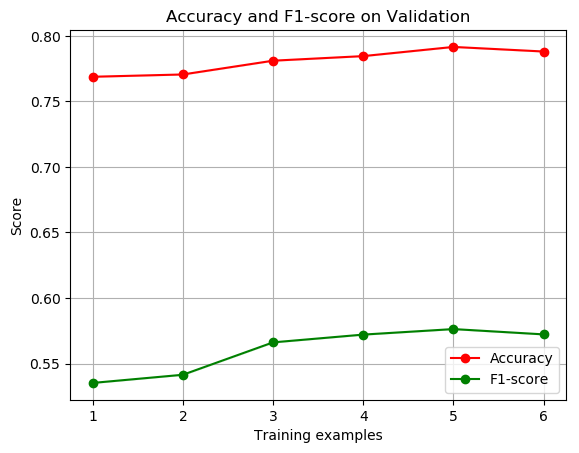 Accuracy and F1-score on Validation
0.80
0.75
0.70
0.65
0.60
0.55
Score
1 2 3 4 5 6
Training examples
Accuracy
F1-score